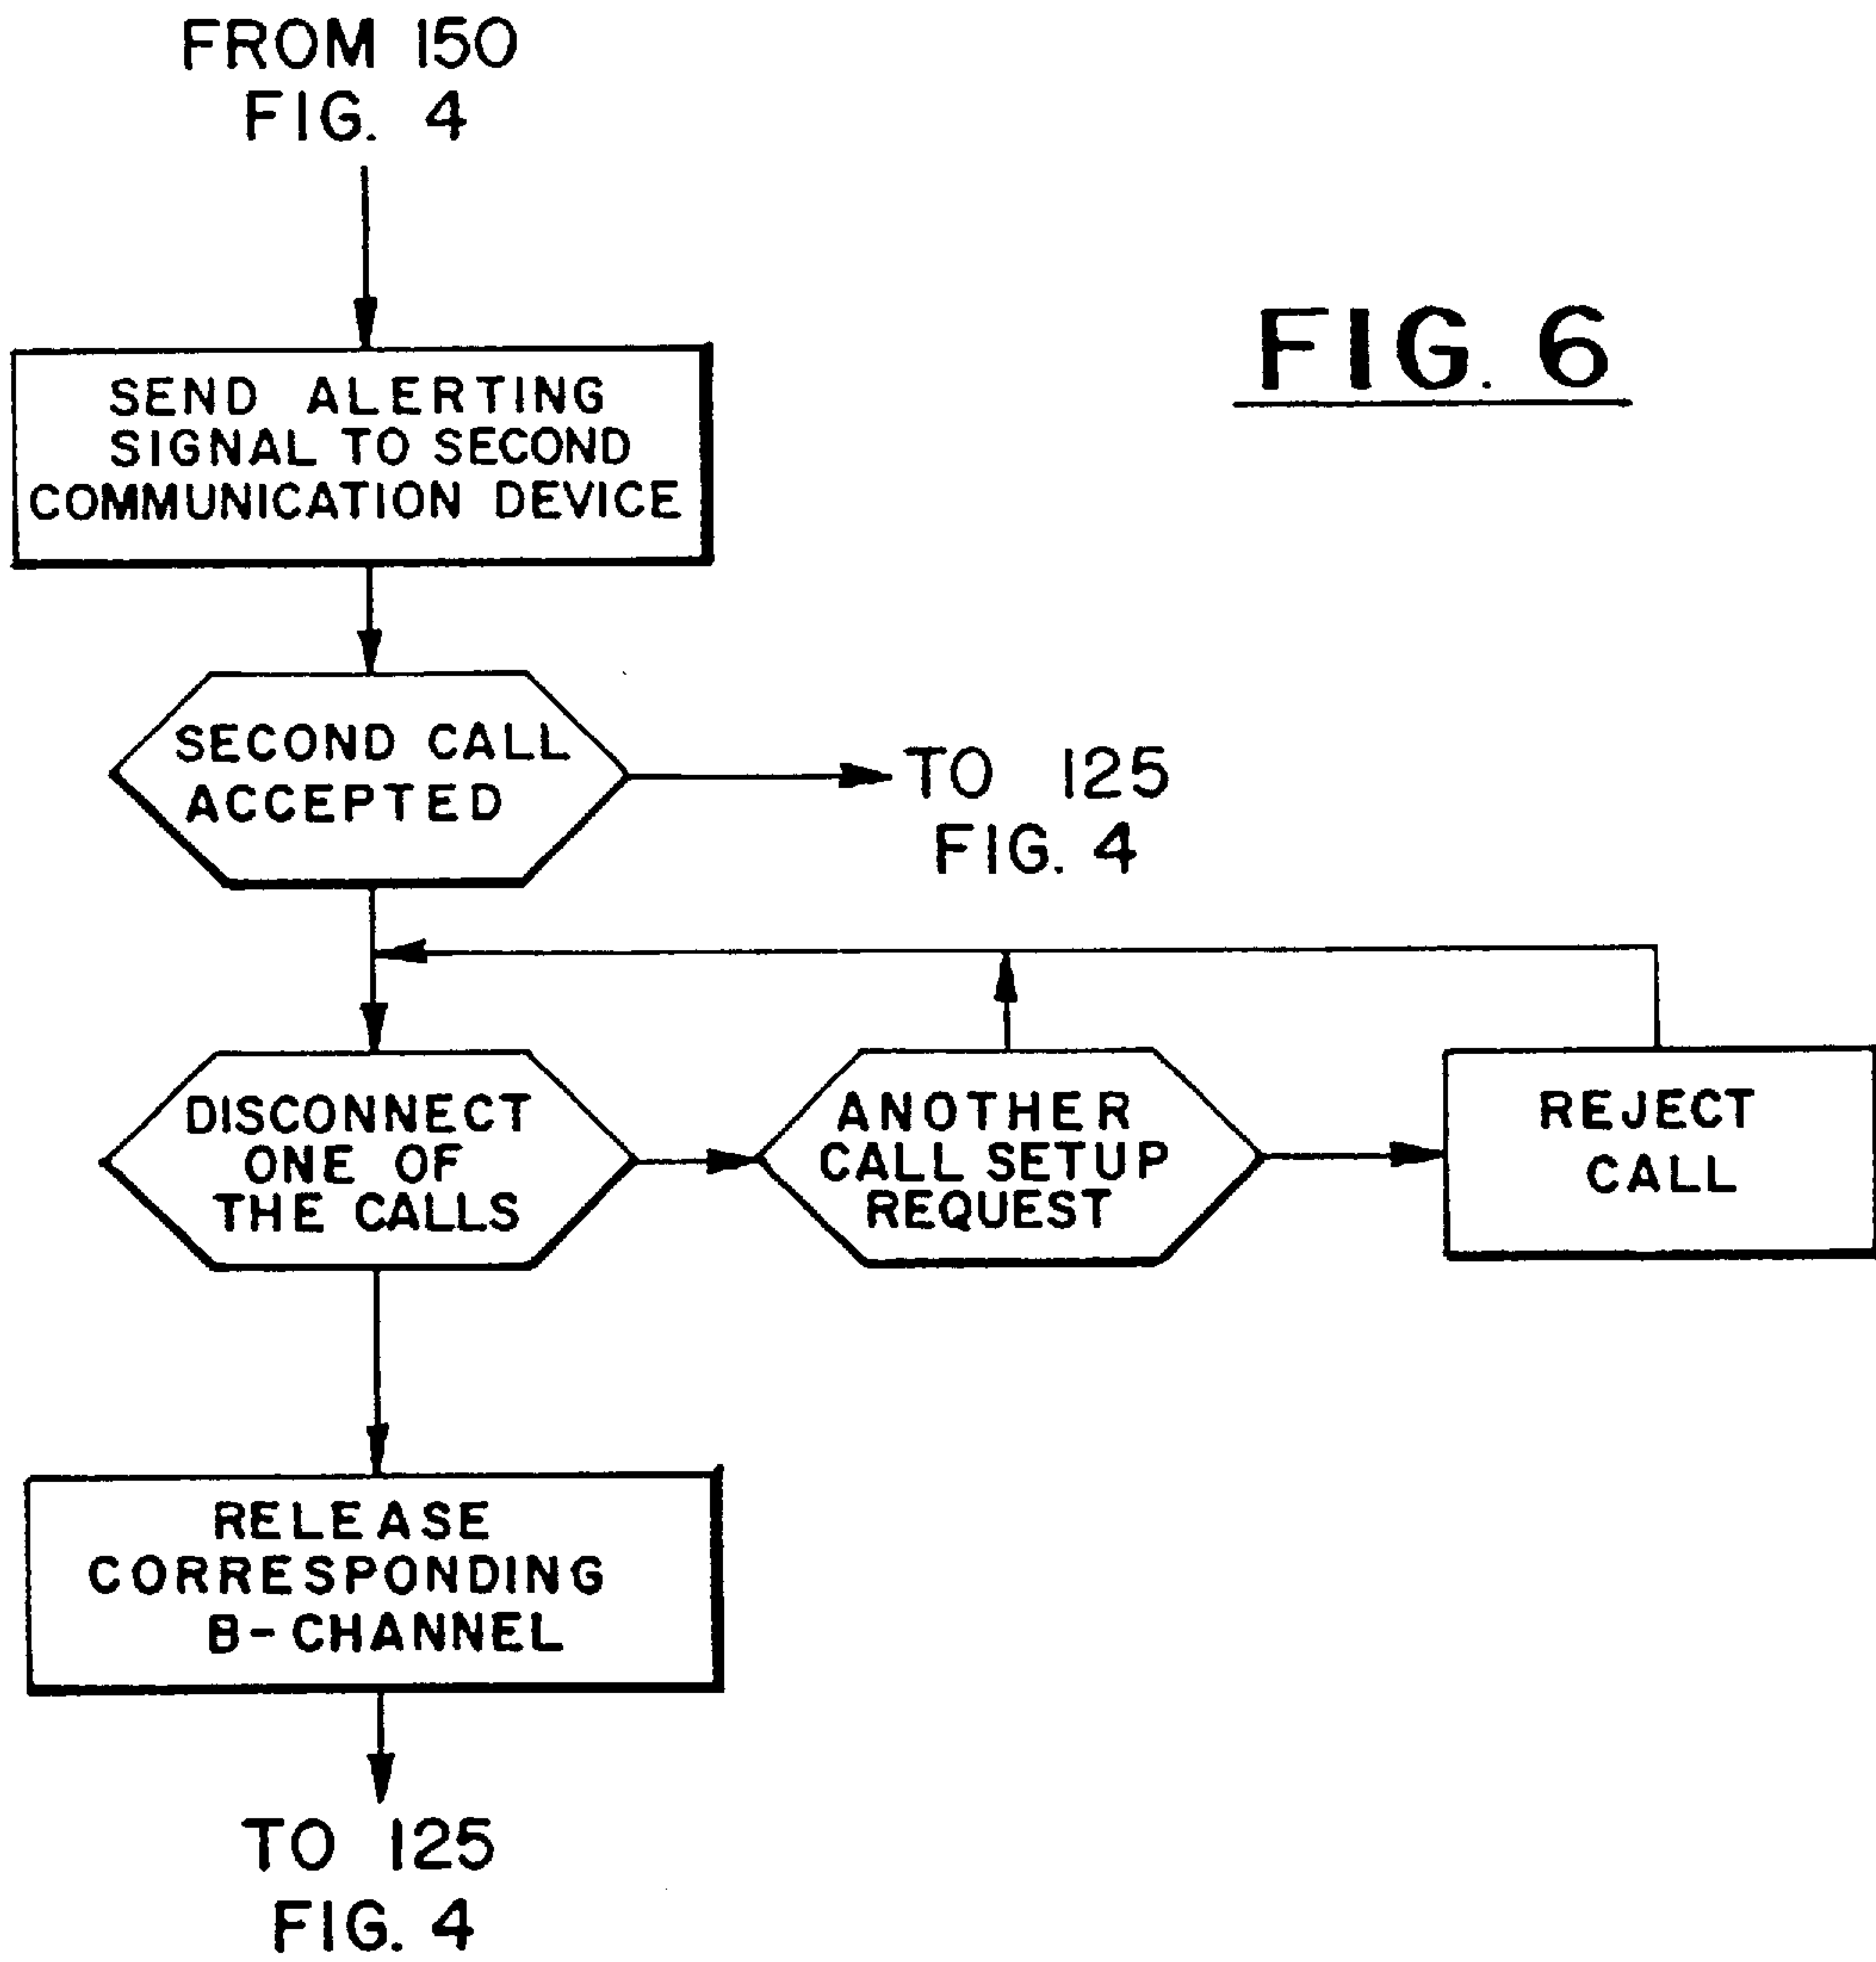 FROM 150
FIG. 4
FIG. 6
SEND ALERTING
SIGNAL TO SECOND
COMMUNICATION DEVICE
SECOND CALL
ACCEPTED
TO 125
FIG. 4
DISCONNECT
ONE OF
THE CALLS
ANOTHER
CALL SETUP
REQUEST
REJECT
CALL
RELEASE
CORRESPONDING
B-CHANNEL
TO 125
FIG. 4